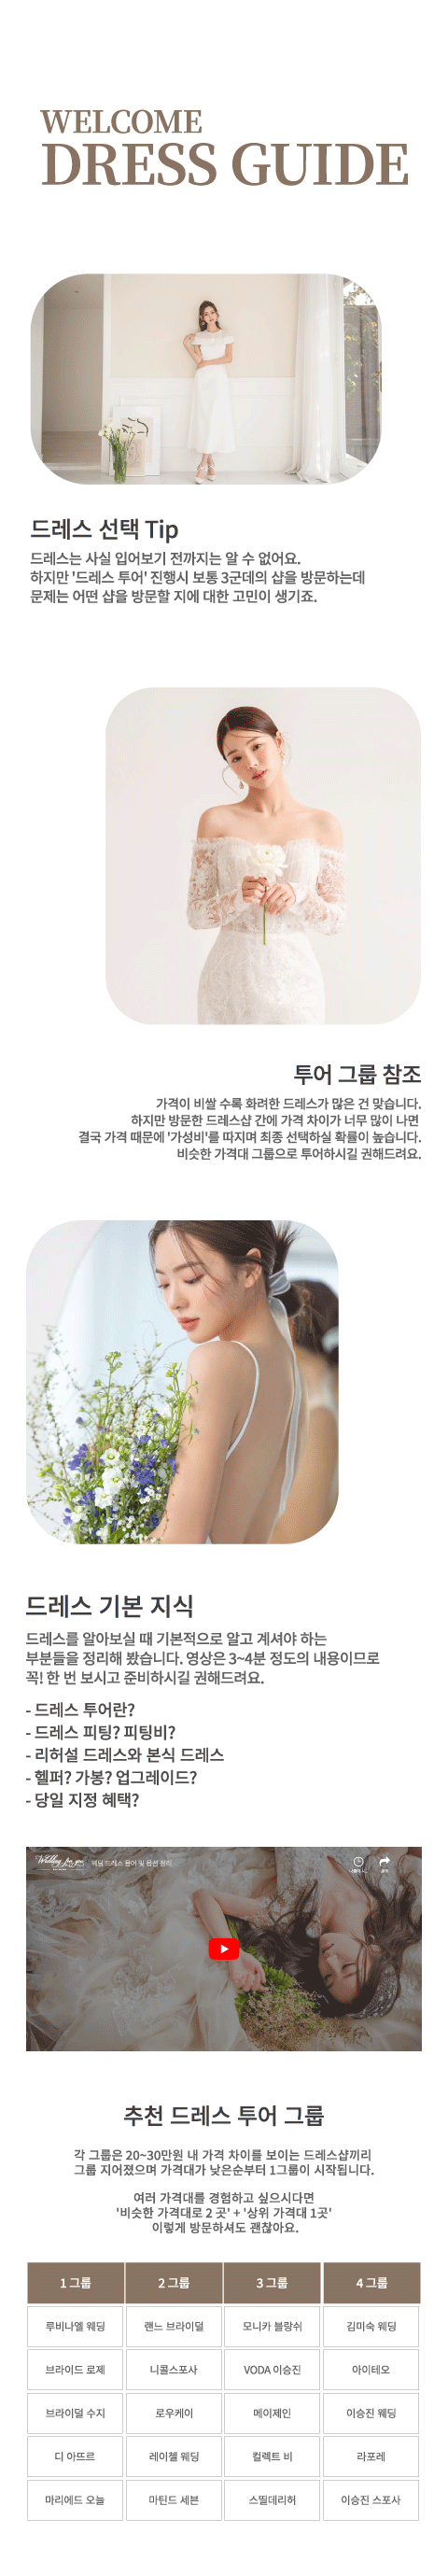 WELCOME
DRESS GUIDE
드레스 선택 Tip
드레스는 사실 입어보기 전까지는 알 수 없어요.
하지만 '드레스 투어' 진행시 보통 3군데의 샵을 방문하는데
문제는 어떤 샵을 방문할 지에 대한 고민이 생기죠.
투어 그룹 참조
가격이 비쌀 수록 화려한 드레스가 많은 건 맞습니다.
하지만 방문한 드레스샵 간에 가격 차이가 너무 많이 나면
결국 가격 때문에 '가성비'를 따지며 최종 선택하실 확률이 높습니다.
비슷한 가격대 그룹으로 투어하시길 권해드려요.
드레스 기본 지식
드레스를 알아보실 때 기본적으로 알고 계셔야 하는
부분들을 정리해 봤습니다. 영상은 3~4분 정도의 내용이므로
꼭! 한 번 보시고 준비하시길 권해드려요.
- 드레스 투어란?
- 드레스 피팅? 피팅비?
- 리허설 드레스와 본식 드레스
- 헬퍼? 가봉? 업그레이드?
- 당일 지정 혜택?
Wedding for you 웨딩드레스 용어 및 옵션 정리
추천 드레스 투어 그룹
각 그룹은 20~30만원 내 가격 차이를 보이는 드레스샵끼리
그룹 지어졌으며 가격대가 낮은순부터 1그룹이 시작됩니다.
여러 가격대를 경험하고 싶으시다면
'비슷한 가격대로 2 곳' + '상위 가격대 1곳'
이렇게 방문하셔도 괜찮아요.
1 그룹 2 그룹 3 그룹 4 그룹
루비나엘 웨딩 랜느 브라이덜 모니카 블랑쉬 김미숙 웨딩
브라이드 로제 니콜스포사 VODA 이승진 아이테오
브라이덜 수지 로우케이 메이제인 이승진 웨딩
디 아뜨르 레이첼 웨딩 컬렉트 비 라포레
마리에드 오늘 마틴드 세븐 스띨데리허 이승진 스포사